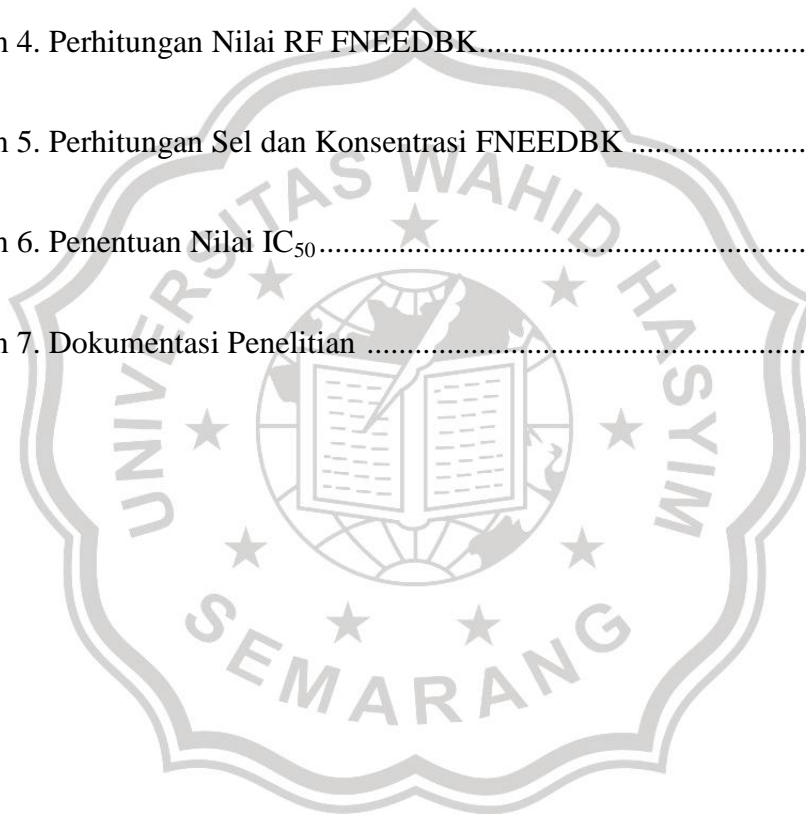 n 4. Perhitungan Nilai RF FNEEDBK..........................................
n 5. Perhitungan Sel dan Konsentrasi FNEEDBK .......................
n 6. Penentuan Nilai IC₅₀..............................................................
n 7. Dokumentasi Penelitian ........................................................
UNIVERSITAS WAHID HASYIM
SEMARANG